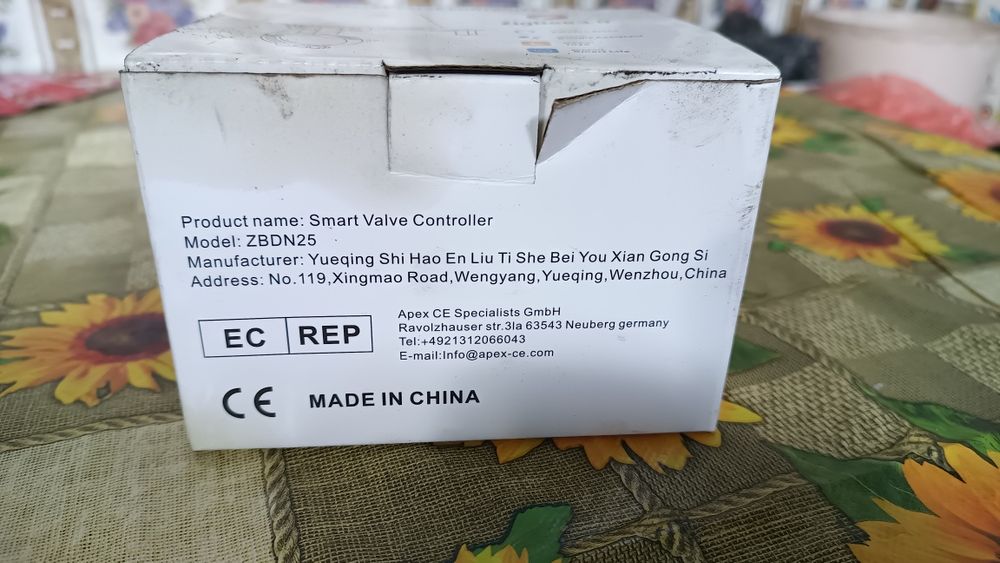 Product name: Smart Valve Controller
Model: ZBDN25
Manufacturer: Yueqing Shi Hao En Liu Ti She Bei You Xian Gong Si
Address: No.119,Xingmao Road,Wengyang,Yueqing,Wenzhou,China
EC REP
Apex CE Specialists GmbH
Ravolzhauser str.3la 63543 Neuberg germany
Tel:+4921312066043
E-mail:Info@apex-ce.com
CE MADE IN CHINA